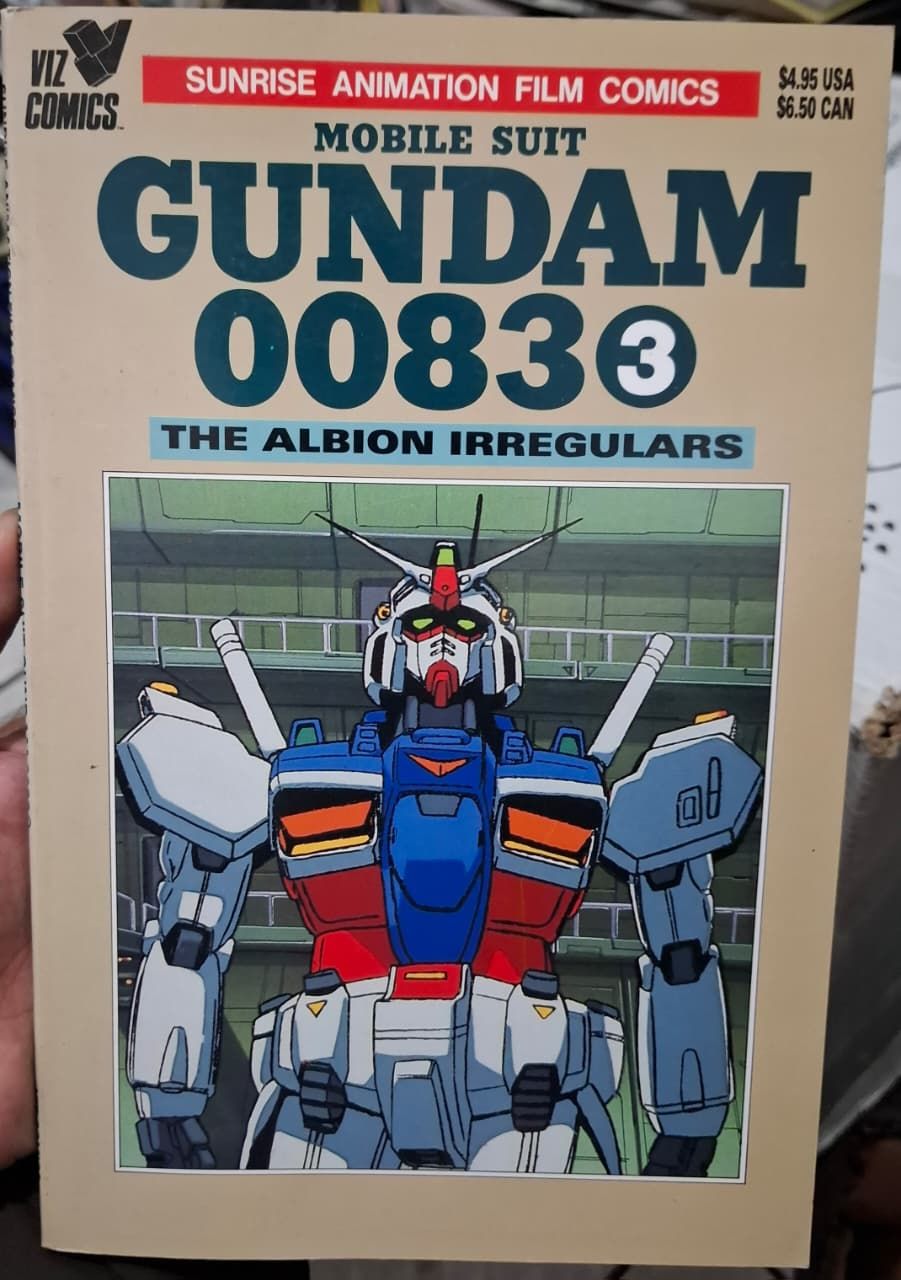 VIZ
COMICS™
SUNRISE ANIMATION FILM COMICS
$4.95 USA
$6.50 CAN
MOBILE SUIT
GUNDAM
0083 3
THE ALBION IRREGULARS